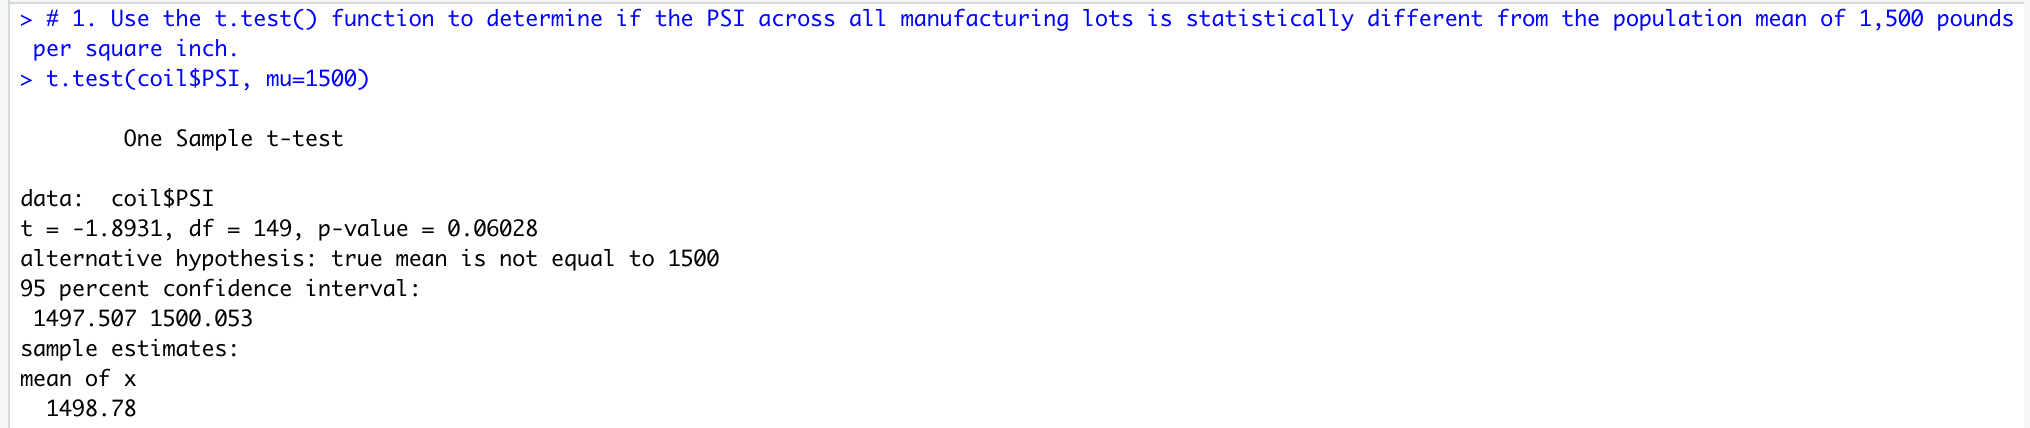 > # 1. Use the t.test() function to determine if the PSI across all manufacturing lots is statistically different from the population mean of 1,500 pounds
per square inch.
> t.test(coil$PSI, mu=1500)
One Sample t-test
data:  coil$PSI
t = -1.8931, df = 149, p-value = 0.06028
alternative hypothesis: true mean is not equal to 1500
95 percent confidence interval:
1497.507 1500.053
sample estimates:
mean of x
1498.78